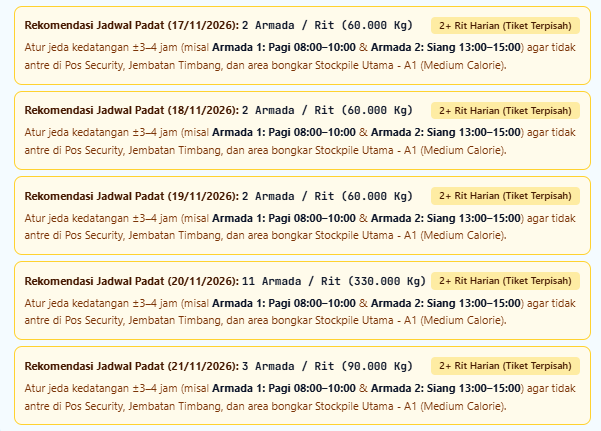 Rekomendasi Jadwal Padat (17/11/2026): 2 Armada / Rit (60.000 Kg) 2+ Rit Harian (Tiket Terpisah)
Atur jeda kedatangan ±3–4 jam (misal Armada 1: Pagi 08:00–10:00 & Armada 2: Siang 13:00–15:00) agar tidak
antre di Pos Security, Jembatan Timbang, dan area bongkar Stockpile Utama - A1 (Medium Calorie).
Rekomendasi Jadwal Padat (18/11/2026): 2 Armada / Rit (60.000 Kg) 2+ Rit Harian (Tiket Terpisah)
Atur jeda kedatangan ±3–4 jam (misal Armada 1: Pagi 08:00–10:00 & Armada 2: Siang 13:00–15:00) agar tidak
antre di Pos Security, Jembatan Timbang, dan area bongkar Stockpile Utama - A1 (Medium Calorie).
Rekomendasi Jadwal Padat (19/11/2026): 2 Armada / Rit (60.000 Kg) 2+ Rit Harian (Tiket Terpisah)
Atur jeda kedatangan ±3–4 jam (misal Armada 1: Pagi 08:00–10:00 & Armada 2: Siang 13:00–15:00) agar tidak
antre di Pos Security, Jembatan Timbang, dan area bongkar Stockpile Utama - A1 (Medium Calorie).
Rekomendasi Jadwal Padat (20/11/2026): 11 Armada / Rit (330.000 Kg) 2+ Rit Harian (Tiket Terpisah)
Atur jeda kedatangan ±3–4 jam (misal Armada 1: Pagi 08:00–10:00 & Armada 2: Siang 13:00–15:00) agar tidak
antre di Pos Security, Jembatan Timbang, dan area bongkar Stockpile Utama - A1 (Medium Calorie).
Rekomendasi Jadwal Padat (21/11/2026): 3 Armada / Rit (90.000 Kg) 2+ Rit Harian (Tiket Terpisah)
Atur jeda kedatangan ±3–4 jam (misal Armada 1: Pagi 08:00–10:00 & Armada 2: Siang 13:00–15:00) agar tidak
antre di Pos Security, Jembatan Timbang, dan area bongkar Stockpile Utama - A1 (Medium Calorie).